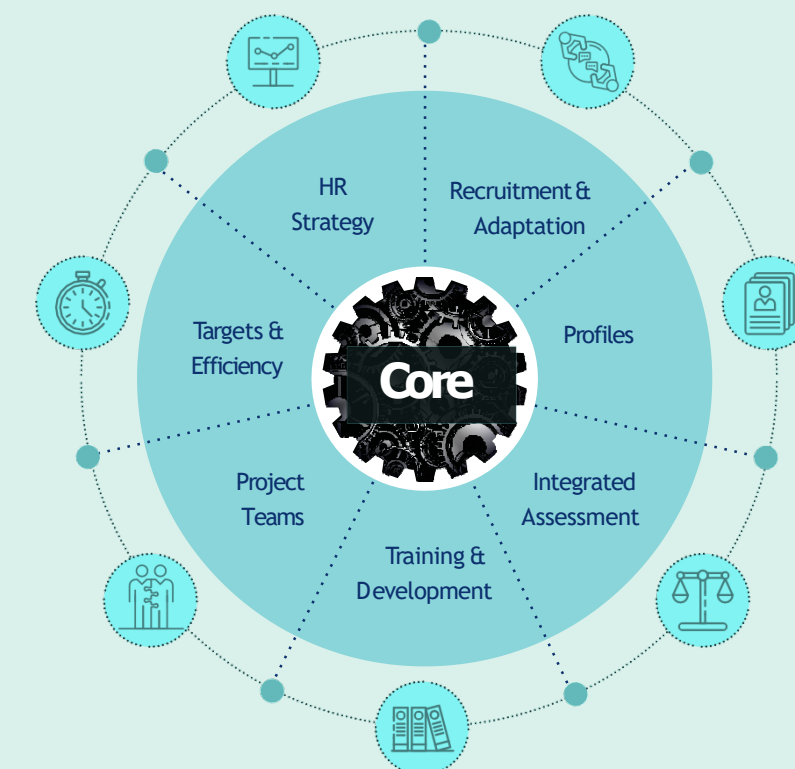 HR
Strategy
Recruitment &
Adaptation
Targets &
Efficiency
Core
Profiles
Project
Teams
Integrated
Assessment
Training &
Development